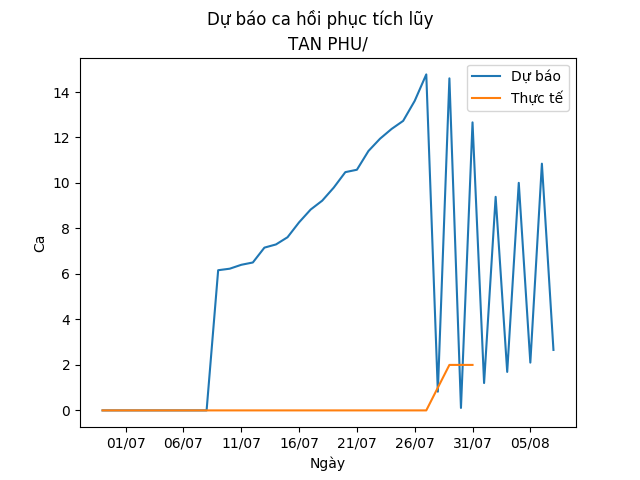 Dự báo ca hồi phục tích lũy
TAN PHU/
Dự báo
Thực tế
14
12
10
8
6
4
2
0
Ca
01/07 06/07 11/07 16/07 21/07 26/07 31/07 05/08
Ngày